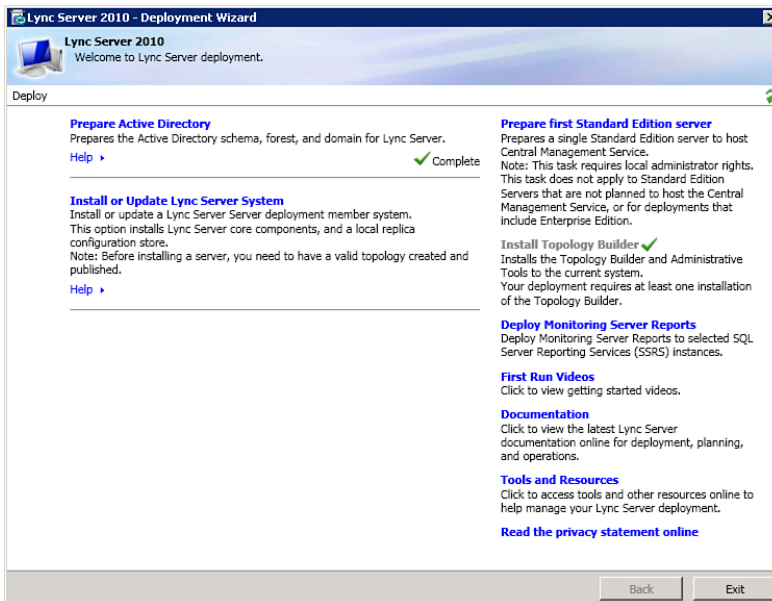 Lync Server 2010 - Deployment Wizard
Lync Server 2010
Welcome to Lync Server deployment.
Deploy
Prepare Active Directory
Prepares the Active Directory schema, forest, and domain for Lync Server.
Help
Complete
Install or Update Lync Server System
Install or update a Lync Server Server deployment member system.
This option installs Lync Server core components, and a local replica
configuration store.
Note: Before installing a server, you need to have a valid topology created and
published.
Help
Prepare first Standard Edition server
Prepares a single Standard Edition server to host
Central Management Service.
Note: This task requires local administrator rights.
This task does not apply to Standard Edition
Servers that are not planned to host the Central
Management Service, or for deployments that
include Enterprise Edition.
Install Topology Builder
Installs the Topology Builder and Administrative
Tools to the current system.
Your deployment requires at least one installation
of the Topology Builder.
Deploy Monitoring Server Reports
Deploy Monitoring Server Reports to selected SQL
Server Reporting Services (SSRS) instances.
First Run Videos
Click to view getting started videos.
Documentation
Click to view the latest Lync Server
documentation online for deployment, planning,
and operations.
Tools and Resources
Click to access tools and other resources online to
help manage your Lync Server deployment.
Read the privacy statement online
Back
Exit